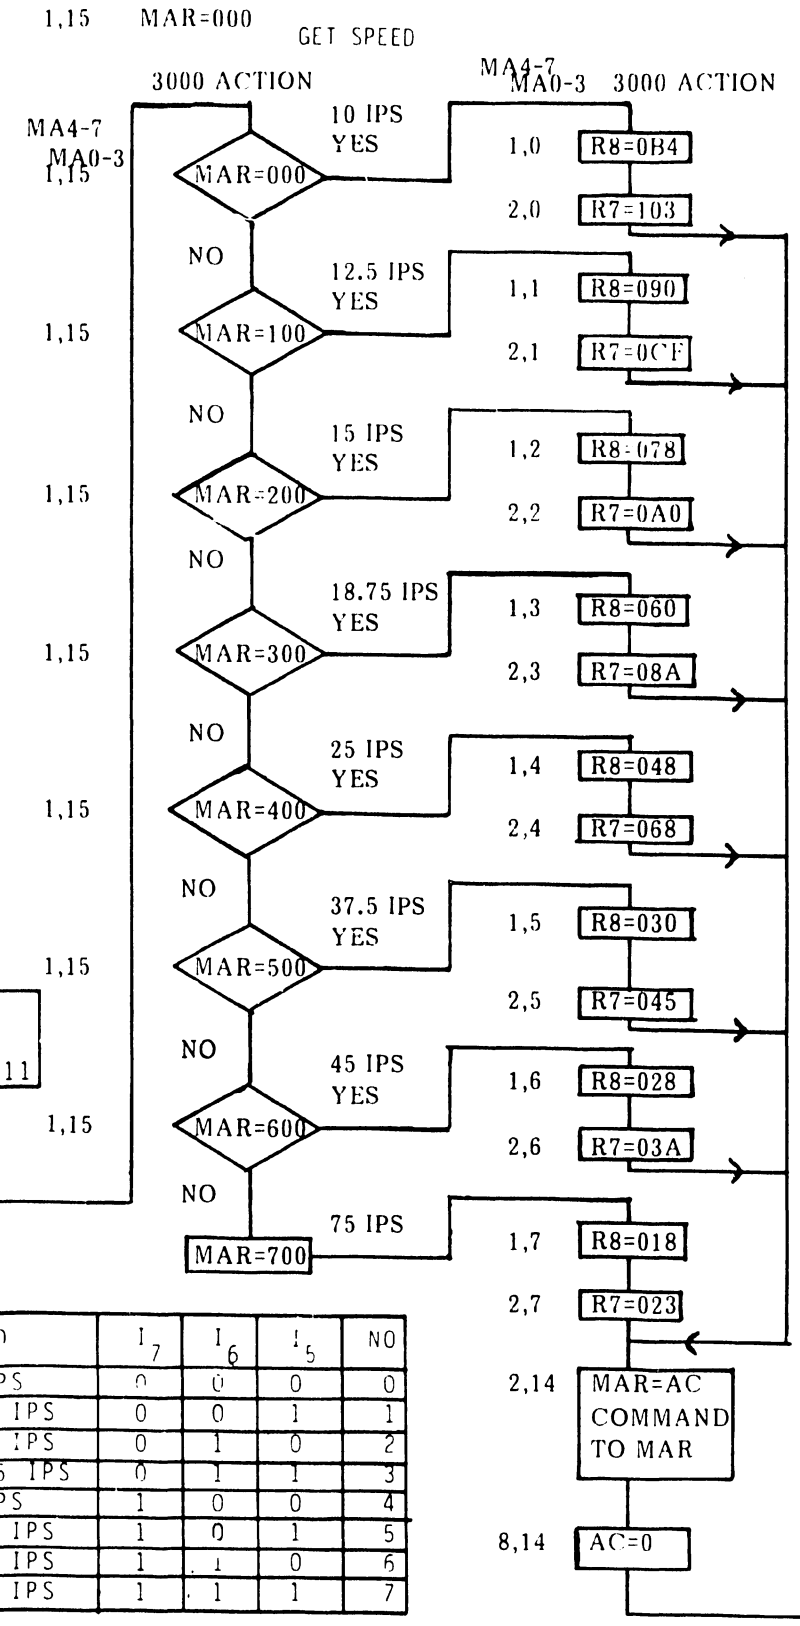 1,15 MAR=000
GET SPEED
3000 ACTION
MA4-7
MA0-3
1,15 MAR=000
10 IPS
YES
NO
1,15 MAR=100
12.5 IPS
YES
NO
1,15 MAR=200
15 IPS
YES
NO
1,15 MAR=300
18.75 IPS
YES
NO
1,15 MAR=400
25 IPS
YES
NO
1,15 MAR=500
37.5 IPS
YES
NO
11
1,15 MAR=600
45 IPS
YES
NO
MAR=700
75 IPS
MA4-7
MA0-3 3000 ACTION
1,0 R8=0B4
2,0 R7=103
1,1 R8=090
2,1 R7=0CF
1,2 R8=078
2,2 R7=0A0
1,3 R8=060
2,3 R7=08A
1,4 R8=048
2,4 R7=068
1,5 R8=030
2,5 R7=045
1,6 R8=028
2,6 R7=03A
1,7 R8=018
2,7 R7=023
2,14 MAR=AC
COMMAND
TO MAR
8,14 AC=0
I7 I6 I5 NO
PS 0 0 0 0
IPS 0 0 1 1
IPS 0 1 0 2
5 IPS 0 1 1 3
PS 1 0 0 4
IPS 1 0 1 5
IPS 1 1 0 6
IPS 1 1 1 7